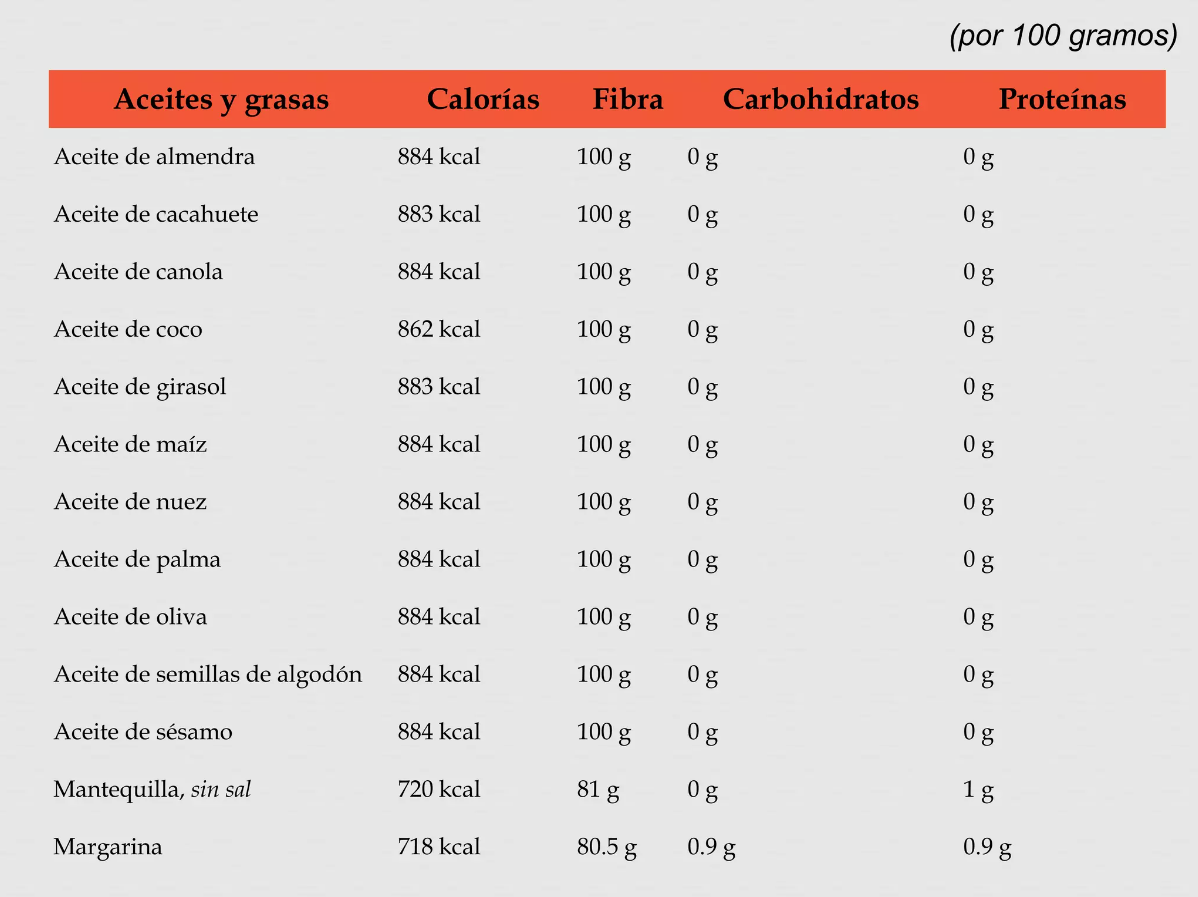 (por 100 gramos)
Aceites y grasas Calorías Fibra Carbohidratos Proteínas
Aceite de almendra 884 kcal 100 g 0 g 0 g
Aceite de cacahuete 883 kcal 100 g 0 g 0 g
Aceite de canola 884 kcal 100 g 0 g 0 g
Aceite de coco 862 kcal 100 g 0 g 0 g
Aceite de girasol 883 kcal 100 g 0 g 0 g
Aceite de maíz 884 kcal 100 g 0 g 0 g
Aceite de nuez 884 kcal 100 g 0 g 0 g
Aceite de palma 884 kcal 100 g 0 g 0 g
Aceite de oliva 884 kcal 100 g 0 g 0 g
Aceite de semillas de algodón 884 kcal 100 g 0 g 0 g
Aceite de sésamo 884 kcal 100 g 0 g 0 g
Mantequilla, sin sal 720 kcal 81 g 0 g 1 g
Margarina 718 kcal 80.5 g 0.9 g 0.9 g